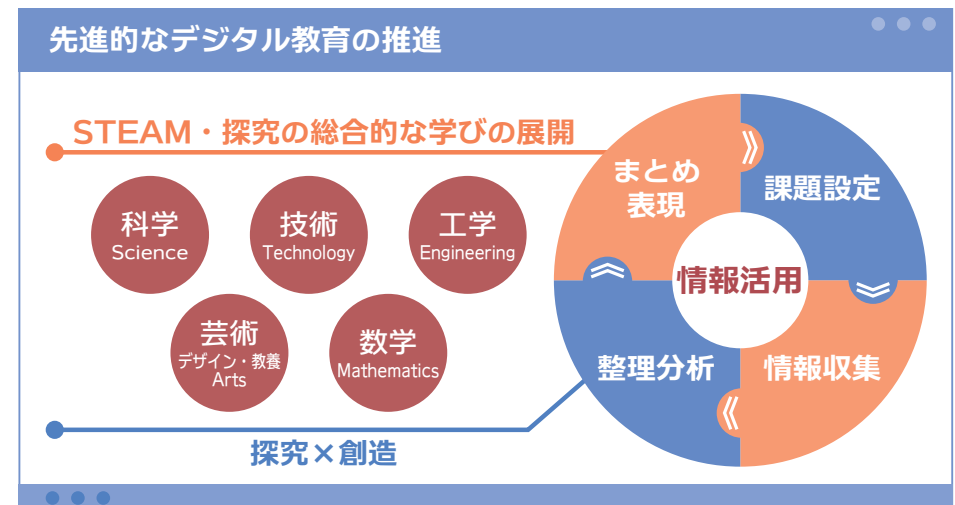 先進的なデジタル教育の推進
STEAM・探究の総合的な学びの展開
科学
Science
技術
Technology
工学
Engineering
芸術
デザイン・教養
Arts
数学
Mathematics
探究×創造
まとめ
表現
課題設定
情報活用
整理分析
情報収集